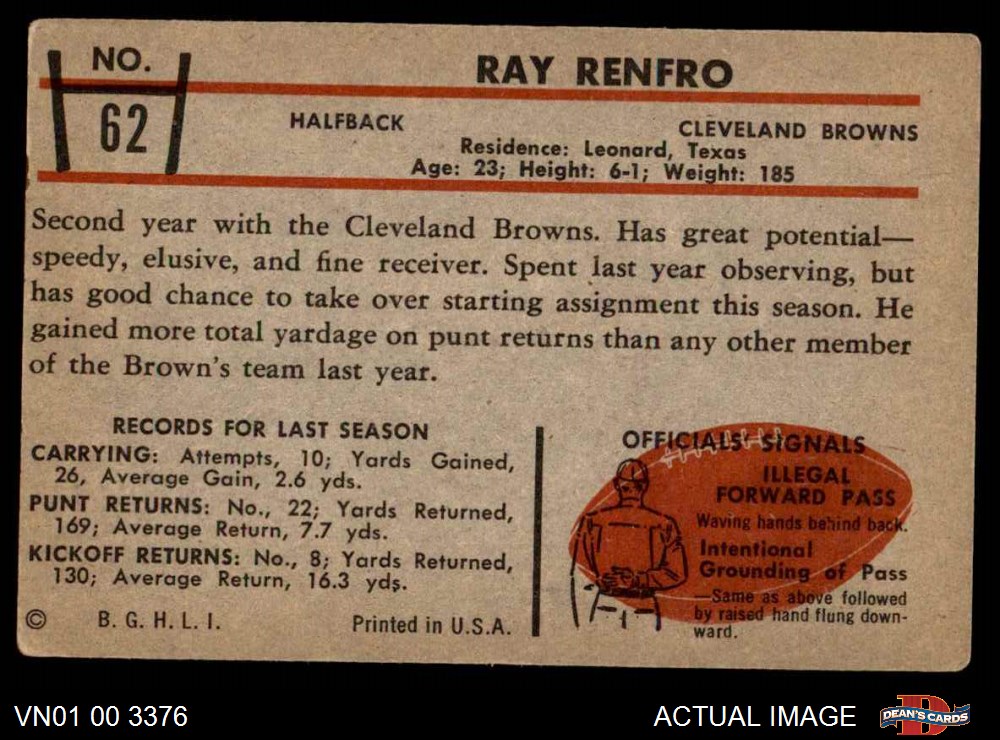 NO.
62
RAY RENFRO
HALFBACK
CLEVELAND BROWNS
Residence: Leonard, Texas
Age: 23; Height: 6-1; Weight: 185
Second year with the Cleveland Browns. Has great potential—
speedy, elusive, and fine receiver. Spent last year observing, but
has good chance to take over starting assignment this season. He
gained more total yardage on punt returns than any other member
of the Brown's team last year.
RECORDS FOR LAST SEASON
CARRYING: Attempts, 10; Yards Gained,
26, Average Gain, 2.6 yds.
PUNT RETURNS: No., 22; Yards Returned,
169; Average Return, 7.7 yds.
KICKOFF RETURNS: No., 8; Yards Returned,
130; Average Return, 16.3 yds.
© B. G. H. L. I. Printed in U.S.A.
OFFICIALS' SIGNALS
ILLEGAL
FORWARD PASS
Waving hands behind back.
Intentional
Grounding of Pass
—Same as above followed
by raised hand flung down-
ward.
VN01 00 3376
ACTUAL IMAGE
DEAN'S CARDS